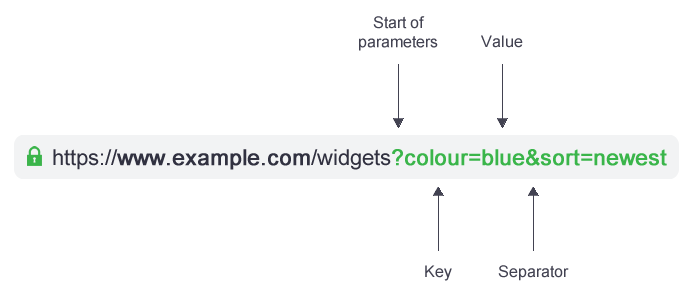 Start of
parameters
Value
https://www.example.com/widgets?colour=blue&sort=newest
Key
Separator